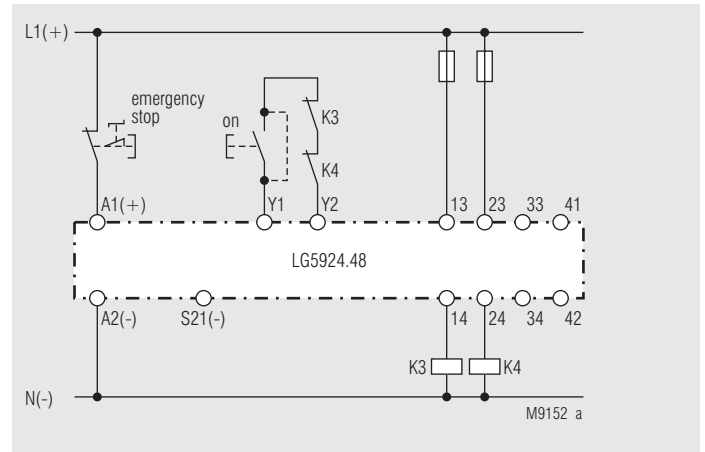 L1(+)
emergency
stop
on
K3
K4
A1(+)
Y1
Y2
13
23
33
41
LG5924.48
A2(-)
S21(-)
14
24
34
42
K3
K4
N(-)
M9152 a